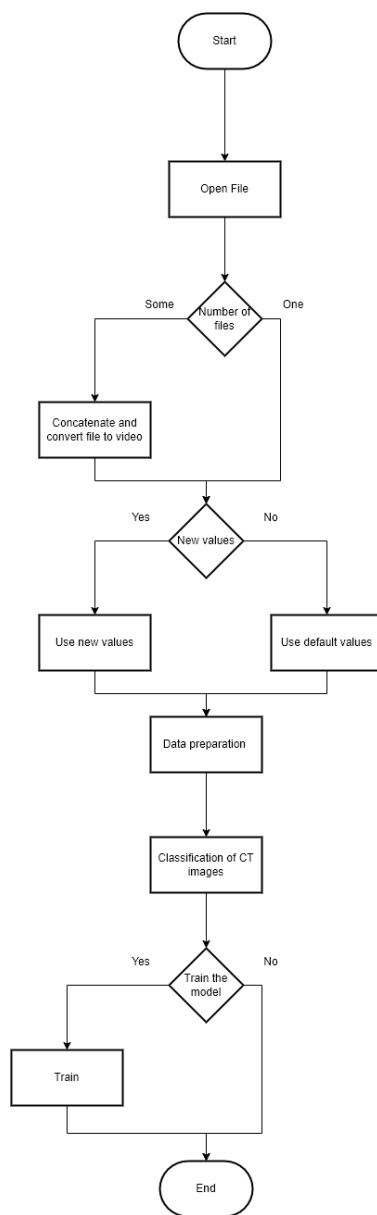 Start
Open File
Number of
files
Some
One
Concatenate and
convert file to video
New values
Yes
No
Use new values
Use default values
Data preparation
Classification of CT
images
Train the
model
Yes
No
Train
End